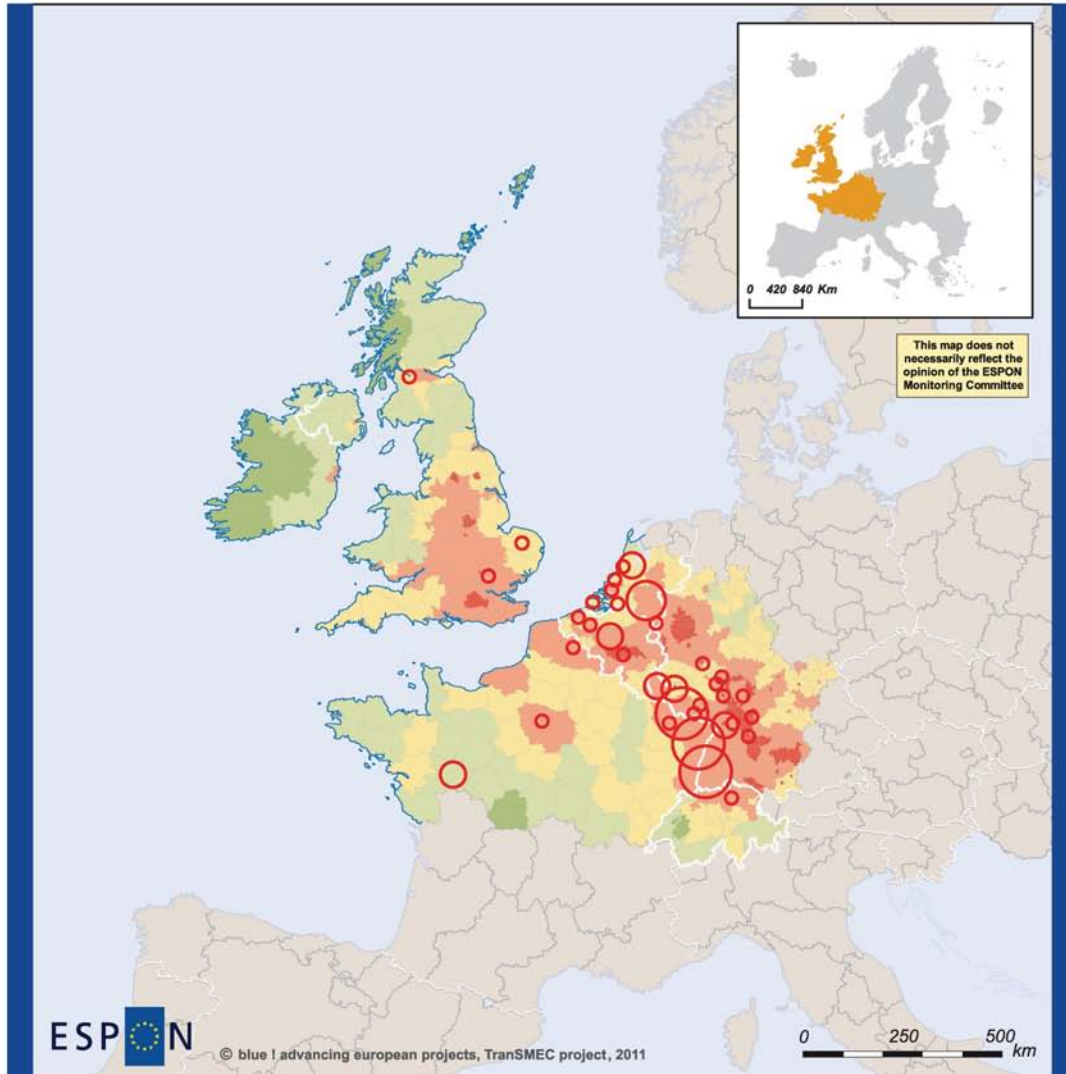 0 420 840 Km
This map does not
necessarily reflect the
opinion of the ESPON
Monitoring Committee
ESPON
© blue ! advancing european projects, TranSMEC project, 2011
0 250 500
km